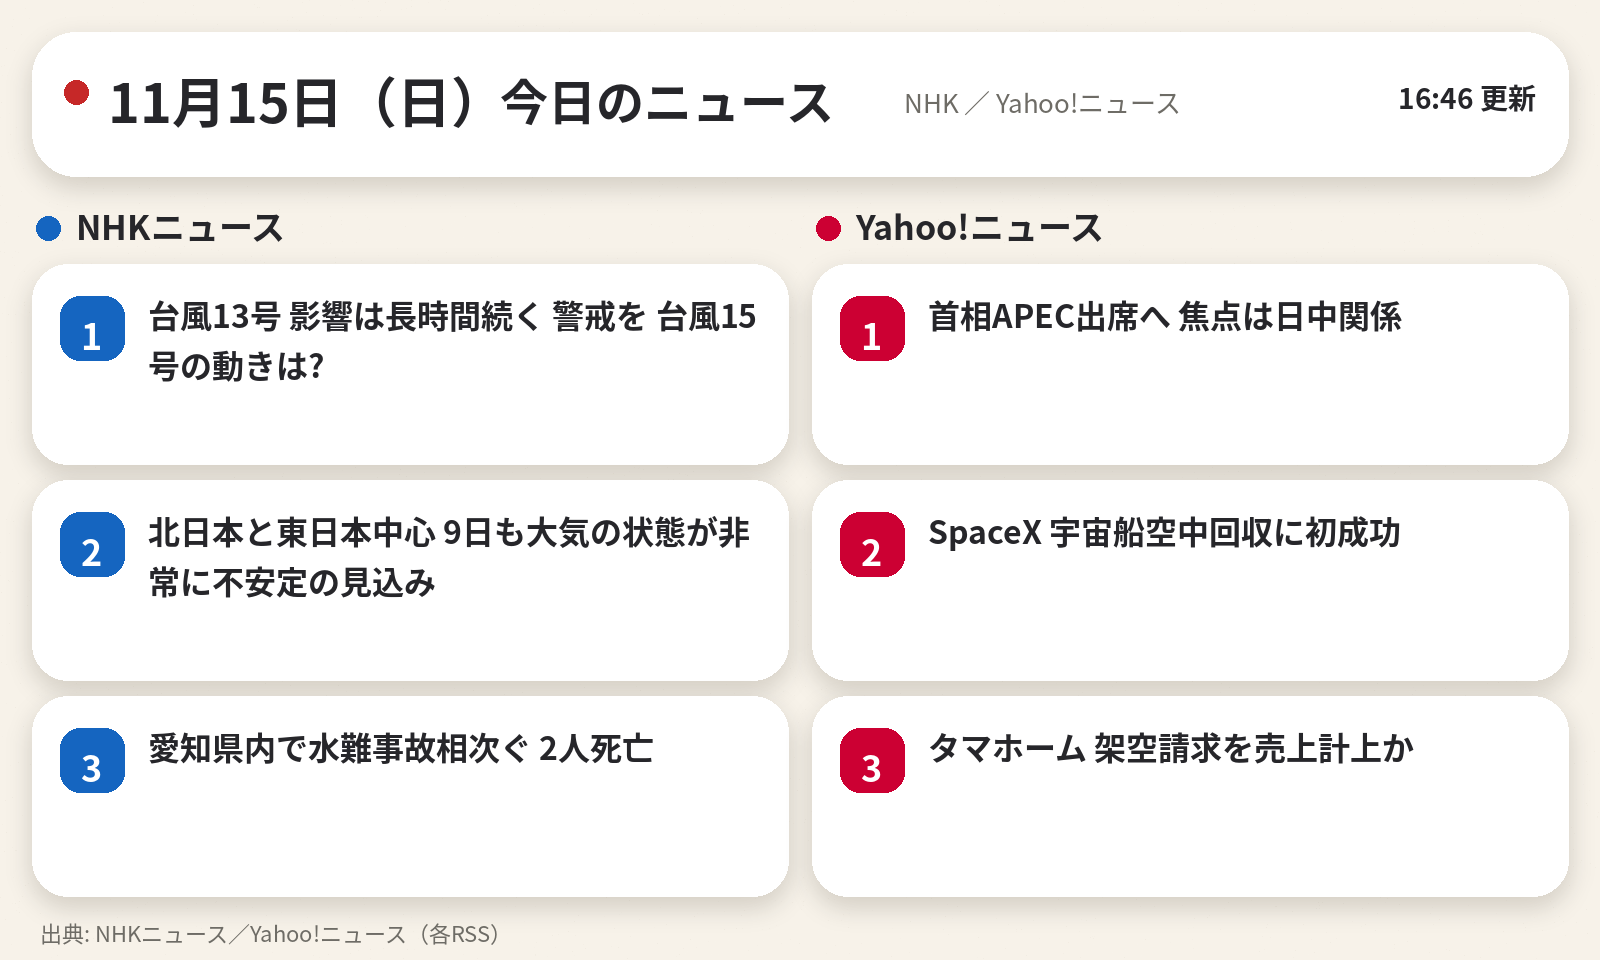 11月15日（日）今日のニュース
NHK ／ Yahoo!ニュース
16:46 更新
NHKニュース
1
台風13号 影響は長時間続く 警戒を 台風15
号の動きは?
2
北日本と東日本中心 9日も大気の状態が非
常に不安定の見込み
3
愛知県内で水難事故相次ぐ 2人死亡
Yahoo!ニュース
1
首相APEC出席へ 焦点は日中関係
2
SpaceX 宇宙船空中回収に初成功
3
タマホーム 架空請求を売上計上か
出典: NHKニュース／Yahoo!ニュース（各RSS）